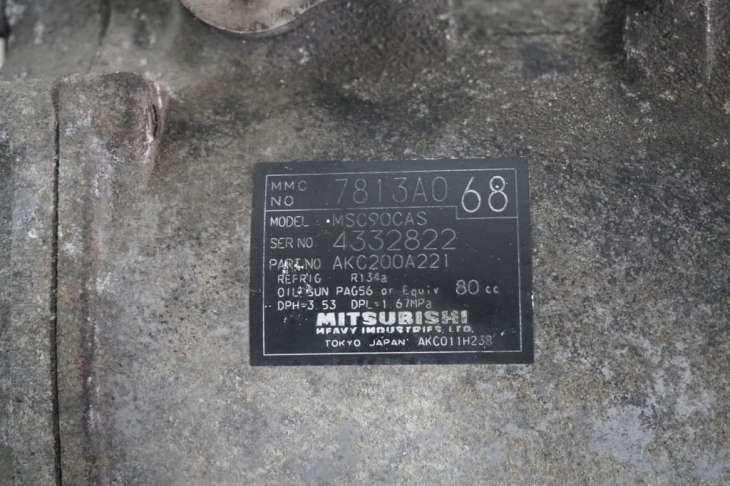 MMC NO 7813A0 68
MODEL MSC90CAS
SER NO 4332822
PART NO AKC200A221
REFRIG R134a
OIL:SUN PAG56 or Equiv 80 cc
DPH=3.53 DPL=1.67MPa
MITSUBISHI
HEAVY INDUSTRIES, LTD.
TOKYO JAPAN AKC011H238